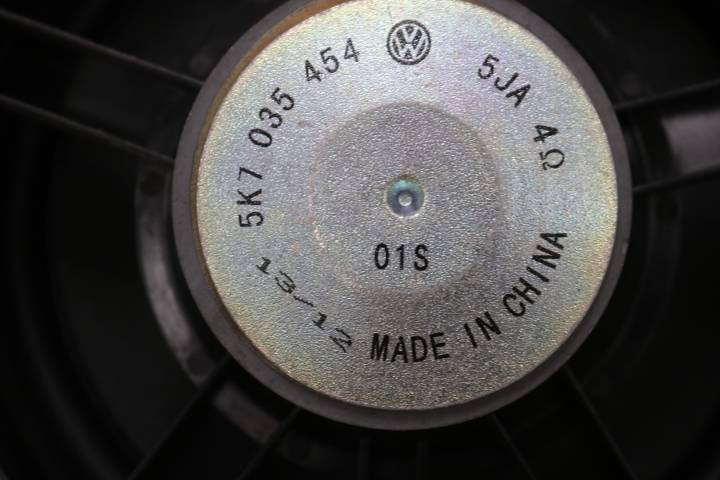 5K7 035 454
5JA 4Ω
01S
13/12
MADE IN CHINA